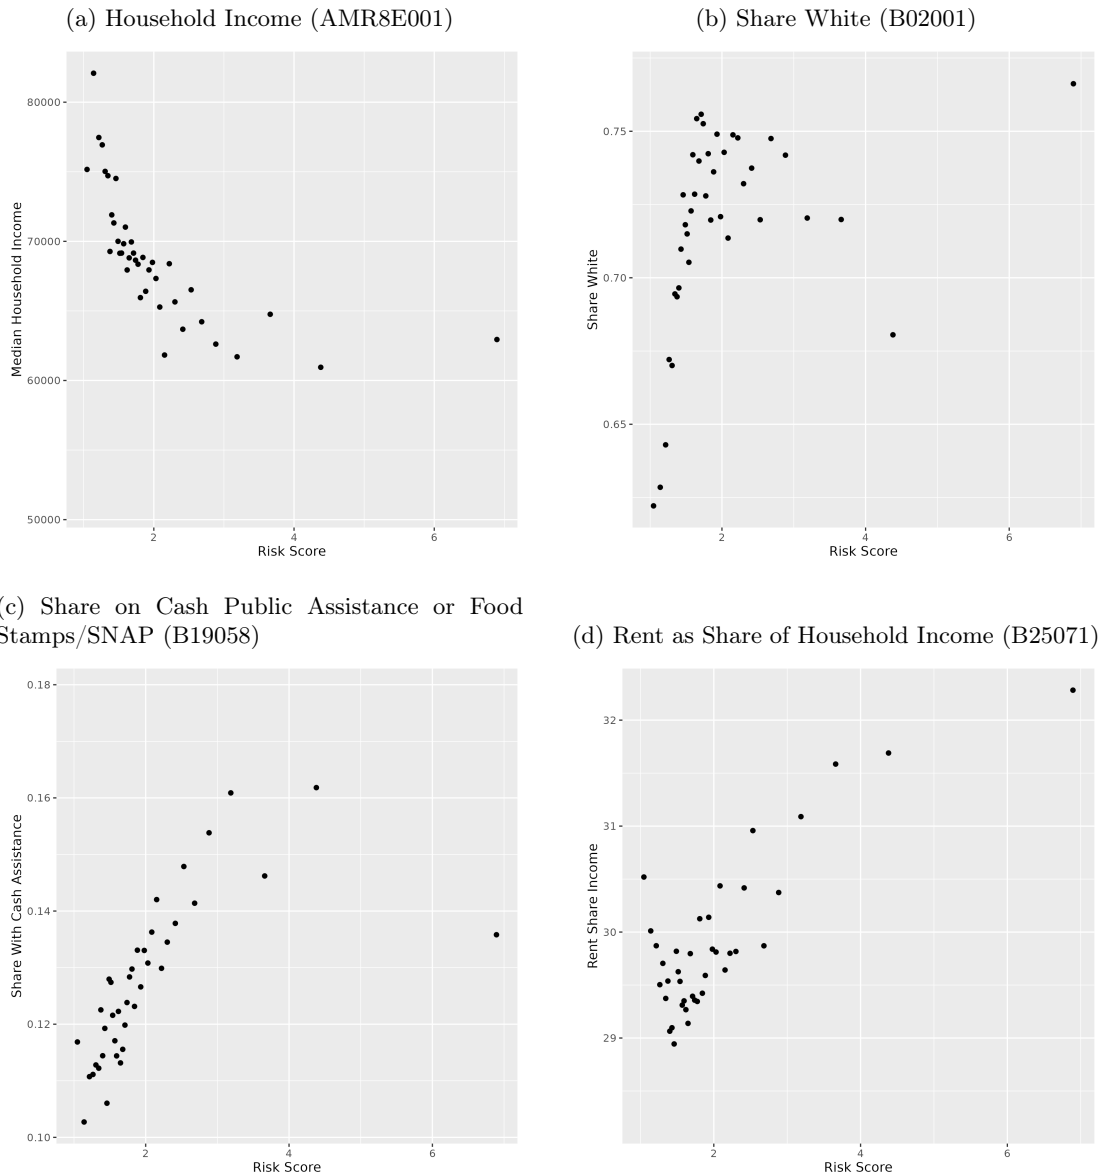 (a) Household Income (AMR8E001)
80000
70000
60000
50000
Median Household Income
2
4
6
Risk Score
(b) Share White (B02001)
0.75
0.70
0.65
Share White
2
4
6
Risk Score
(c) Share on Cash Public Assistance or Food
Stamps/SNAP (B19058)
0.18
0.16
0.14
0.12
0.10
Share With Cash Assistance
2
4
6
Risk Score
(d) Rent as Share of Household Income (B25071)
32
31
30
29
Rent Share Income
2
4
6
Risk Score